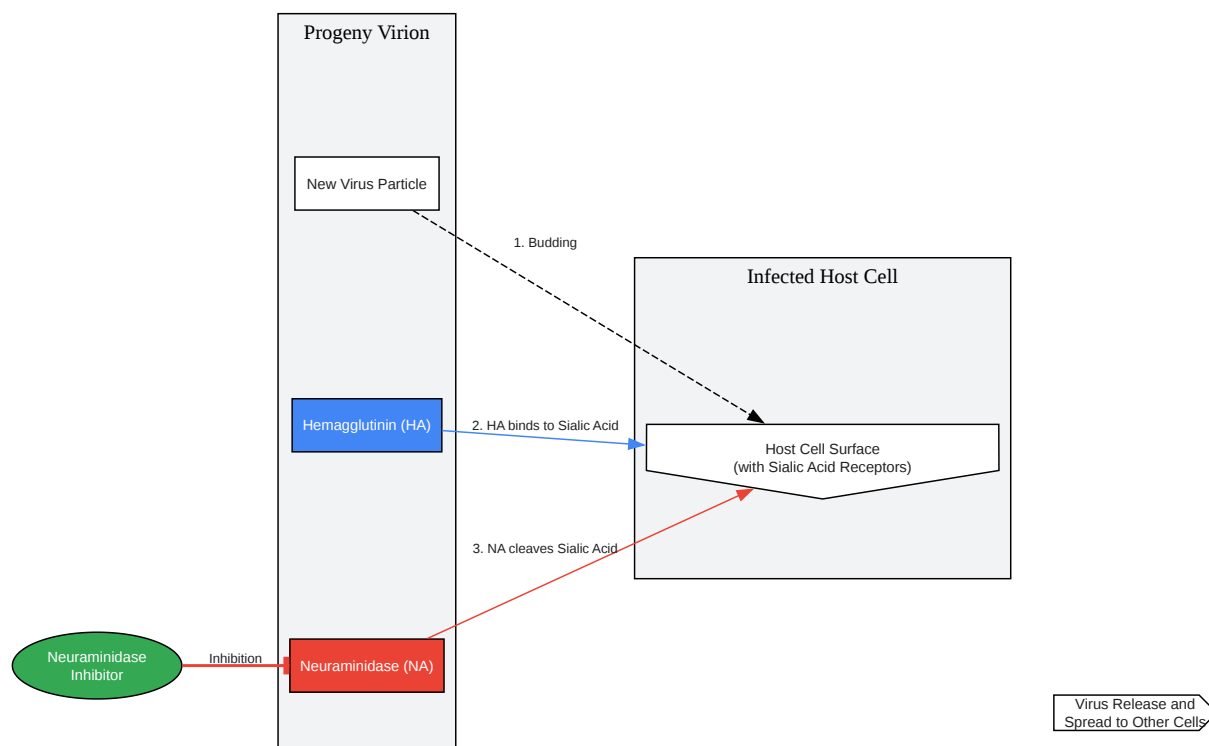 Progeny Virion
New Virus Particle
1. Budding
Infected Host Cell
Hemagglutinin (HA)
2. HA binds to Sialic Acid
Host Cell Surface
(with Sialic Acid Receptors)
3. NA cleaves Sialic Acid
Neuraminidase
Inhibitor
Inhibition
Neuraminidase (NA)
Virus Release and
Spread to Other Cells